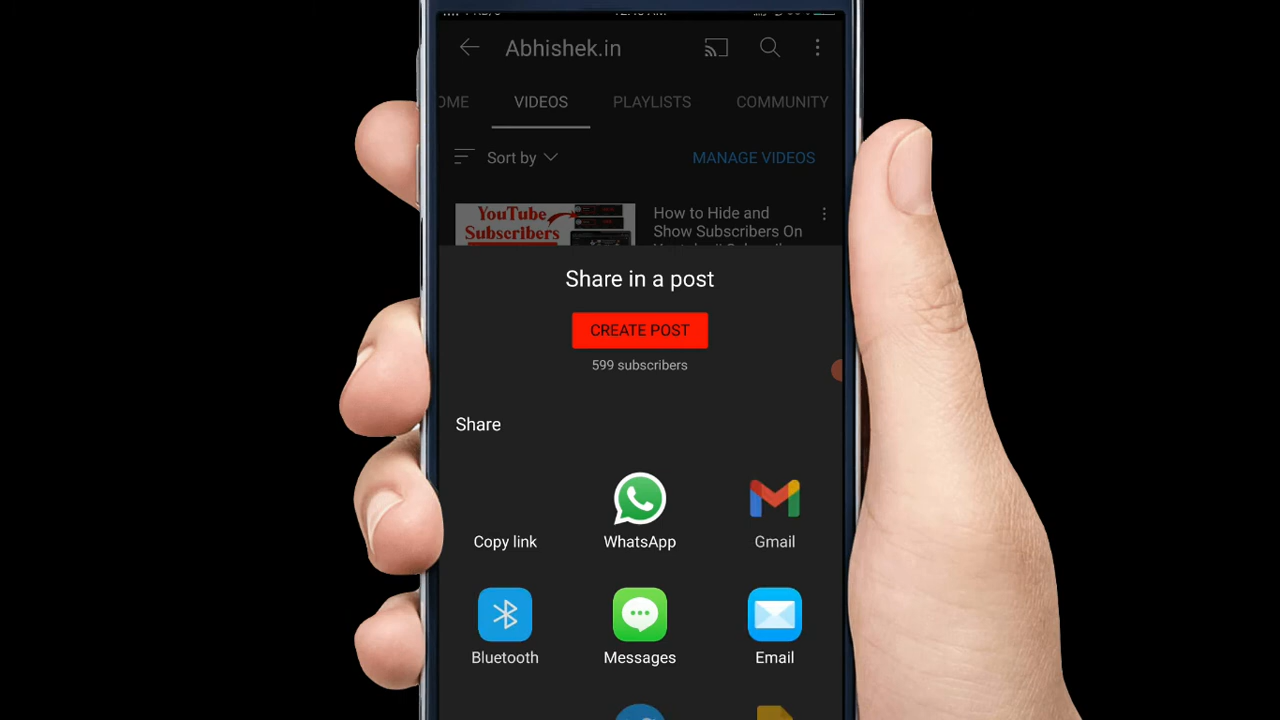 Abhishek.in
OME
VIDEOS
PLAYLISTS
COMMUNITY
Sort by
MANAGE VIDEOS
YouTube
Subscribers
How to Hide and
Show Subscribers On
Share in a post
CREATE POST
599 subscribers
Share
Copy link
WhatsApp
Gmail
Bluetooth
Messages
Email